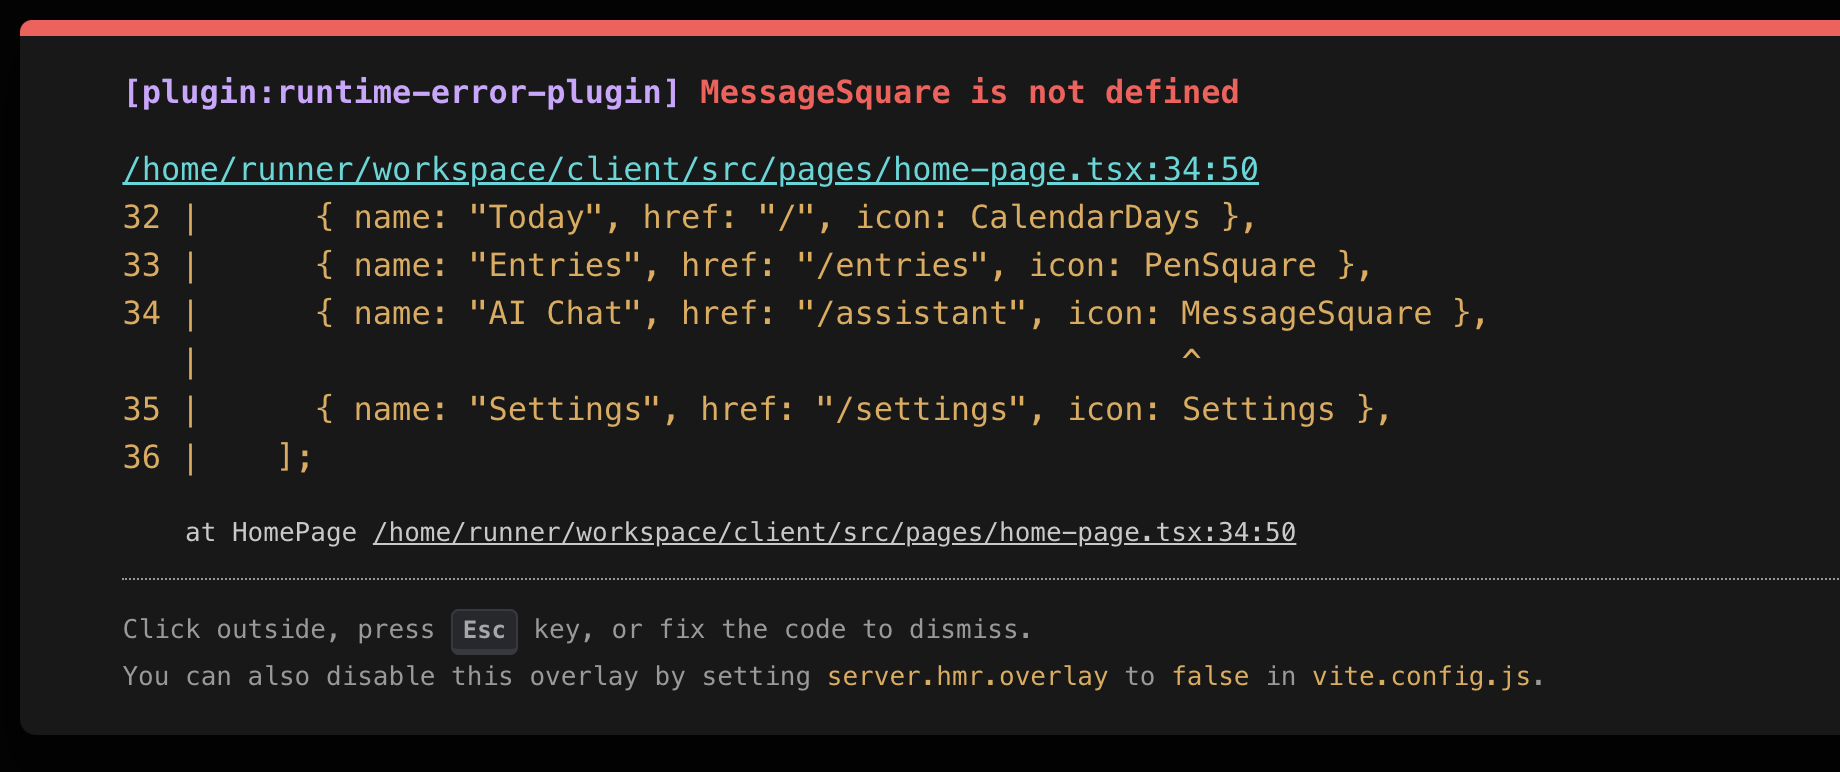 [plugin:runtime-error-plugin] MessageSquare is not defined
/home/runner/workspace/client/src/pages/home-page.tsx:34:50
32 |      { name: "Today", href: "/", icon: CalendarDays },
33 |      { name: "Entries", href: "/entries", icon: PenSquare },
34 |      { name: "AI Chat", href: "/assistant", icon: MessageSquare },
   |                                                   ^
35 |      { name: "Settings", href: "/settings", icon: Settings },
36 |    ];
    at HomePage /home/runner/workspace/client/src/pages/home-page.tsx:34:50
Click outside, press Esc key, or fix the code to dismiss.
You can also disable this overlay by setting server.hmr.overlay to false in vite.config.js.